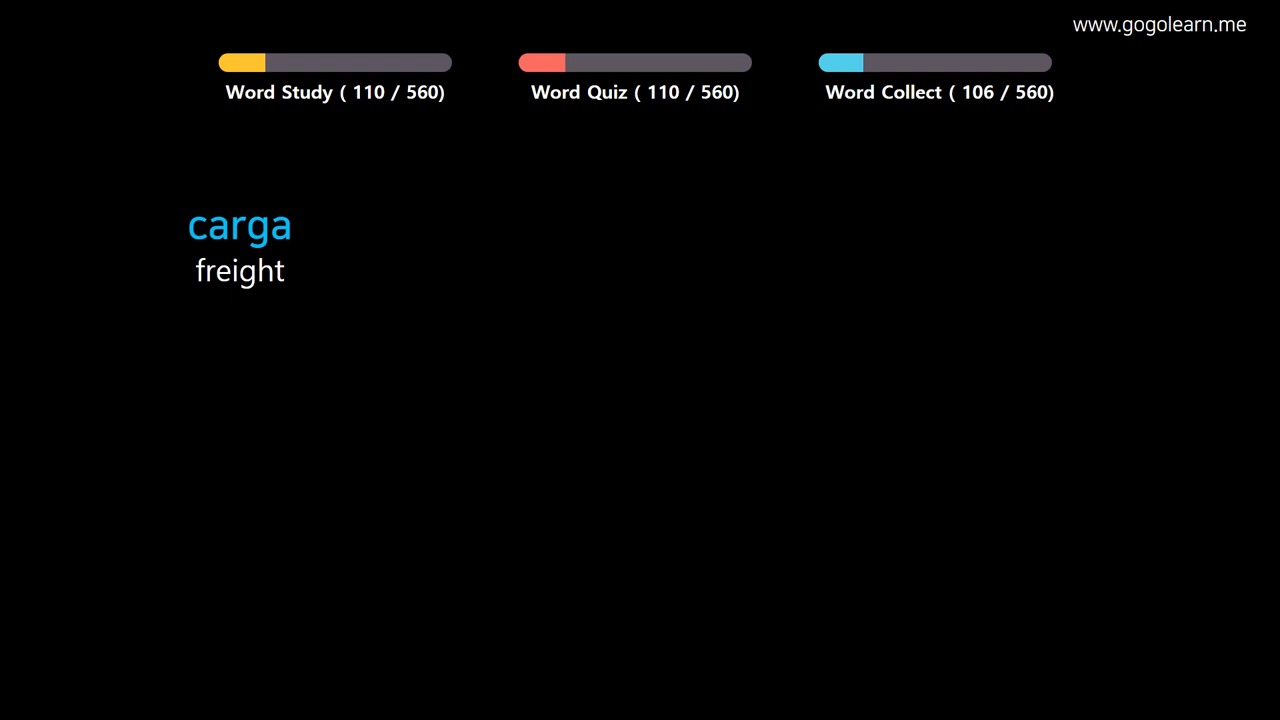 www.gogolearn.me
Word Study ( 110 / 560)
Word Quiz ( 110 / 560)
Word Collect ( 106 / 560)
carga
freight